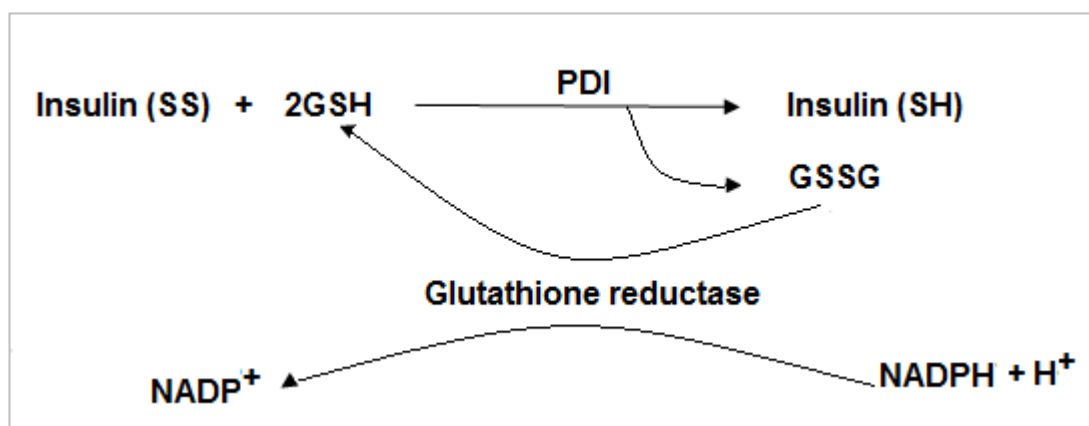 PDI
Insulin (SS) + 2GSH Insulin (SH)
GSSG
Glutathione reductase
NADP+ NADPH + H+